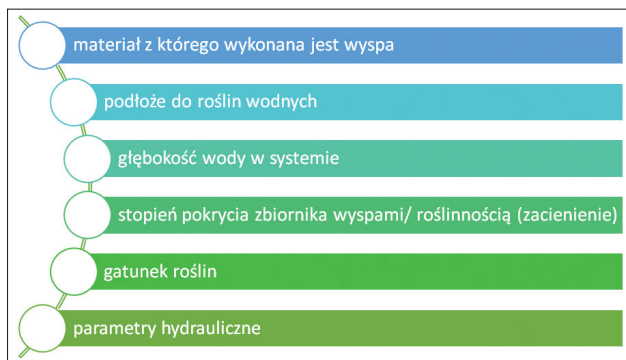 materiał z którego wykonana jest wyspa
podłoże do roślin wodnych
głębokość wody w systemie
stopień pokrycia zbiornika wyspami/ roślinnością (zacienienie)
gatunek roślin
parametry hydrauliczne